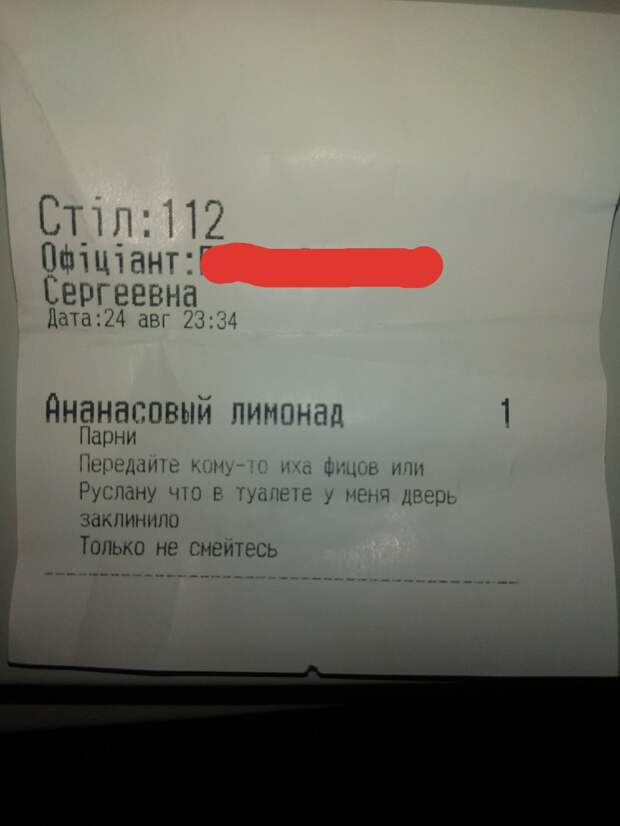 Стіл:112
Офіціант:
Сергеевна
Дата:24 авг 23:34
Ананасовый лимонад 1
Парни
Передайте кому-то иха фицов или
Руслану что в туалете у меня дверь
заклинило
Только не смейтесь